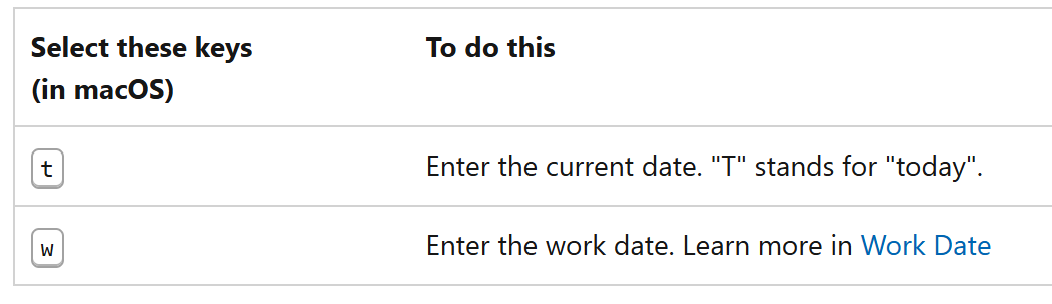 Select these keys
(in macOS)
To do this
t
Enter the current date. "T" stands for "today".
w
Enter the work date. Learn more in Work Date